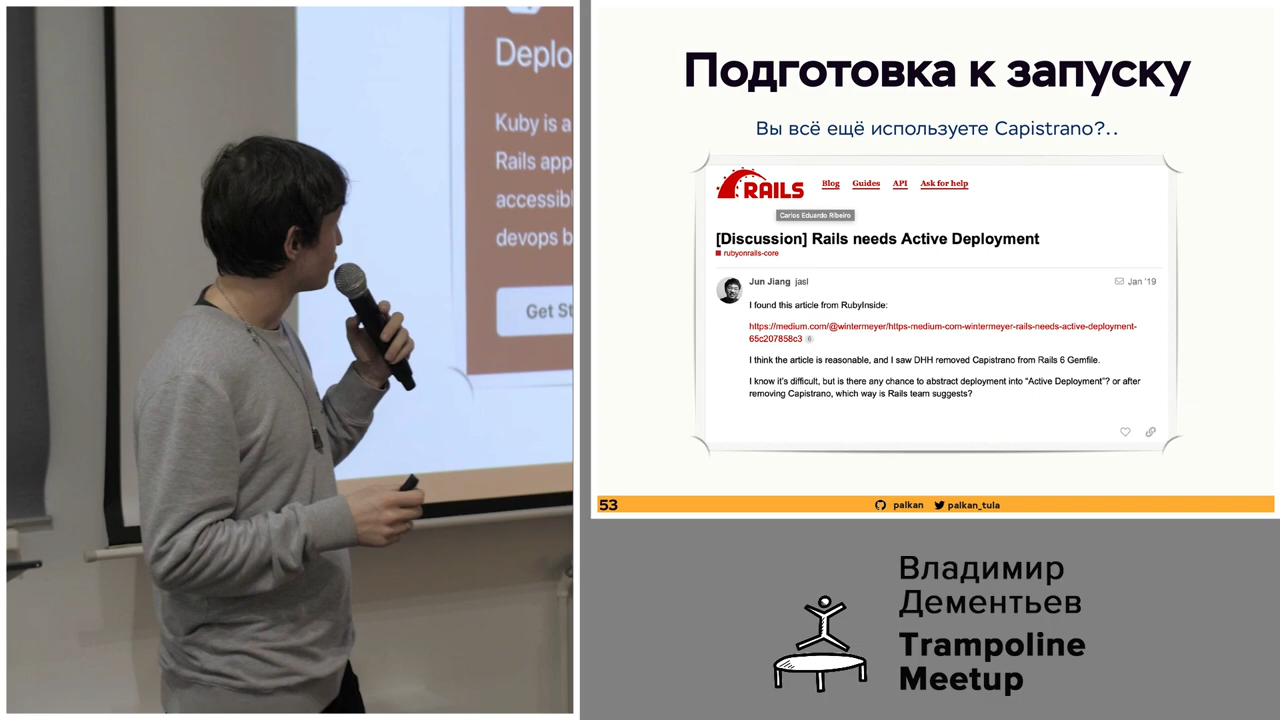 Deplo
Kuby is a
Rails app
accessibl
devops b
Get St
Подготовка к запуску
Вы всё ещё используете Capistrano?..
RAILS
Blog Guides API Ask for help
Carlos Eduardo Ribeiro
[Discussion] Rails needs Active Deployment
rubyonrails-core
Jun Jiang jasl Jan '19
I found this article from RubyInside:
https://medium.com/@wintermeyer/https-medium-com-wintermeyer-rails-needs-active-deployment-
65c207858c3 6
I think the article is reasonable, and I saw DHH removed Capistrano from Rails 6 Gemfile.
I know it's difficult, but is there any chance to abstract deployment into “Active Deployment”? or after
removing Capistrano, which way is Rails team suggests?
53 palkan palkan_tula
Владимир
Дементьев
Trampoline
Meetup